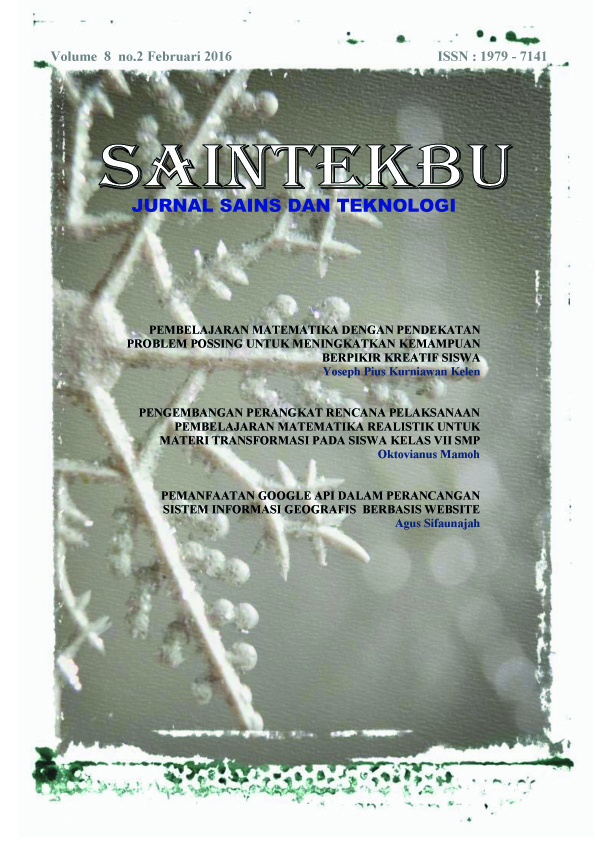 Volume 8 no.2 Februari 2016 ISSN : 1979 - 7141
SAINTEKBU
JURNAL SAINS DAN TEKNOLOGI
PEMBELAJARAN MATEMATIKA DENGAN PENDEKATAN
PROBLEM POSSING UNTUK MENINGKATKAN KEMAMPUAN
BERPIKIR KREATIF SISWA
Yoseph Pius Kurniawan Kelen
PENGEMBANGAN PERANGKAT RENCANA PELAKSANAAN
PEMBELAJARAN MATEMATIKA REALISTIK UNTUK
MATERI TRANSFORMASI PADA SISWA KELAS VII SMP
Oktovianus Mamoh
PEMANFAATAN GOOGLE API DALAM PERANCANGAN
SISTEM INFORMASI GEOGRAFIS BERBASIS WEBSITE
Agus Sifaunajah